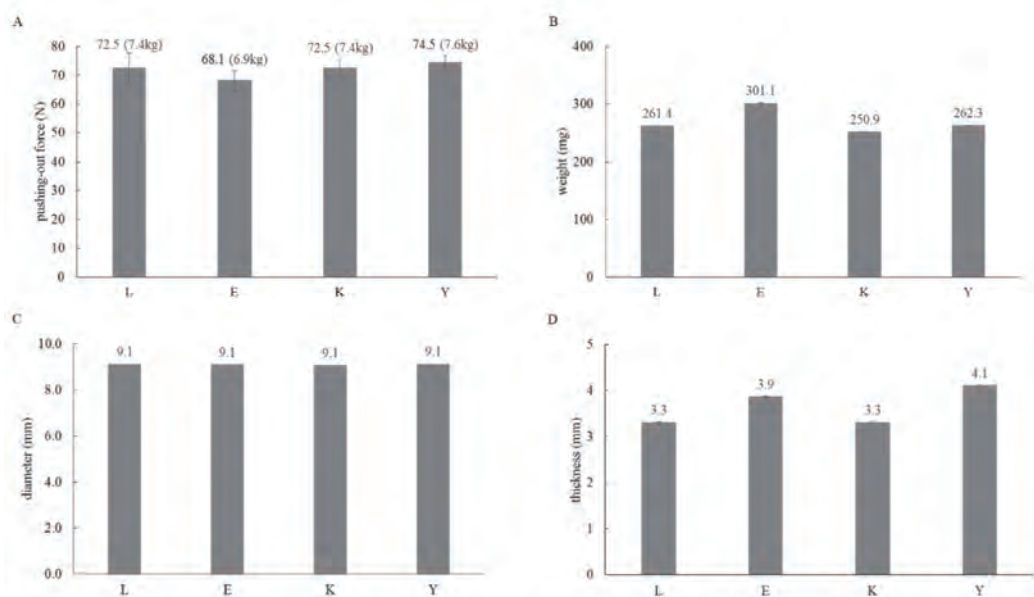 A
pushing-out force (N)
80
70
60
50
40
30
20
10
0
72.5 (7.4kg)
68.1 (6.9kg)
72.5 (7.4kg)
74.5 (7.6kg)
L E K Y
B
weight (mg)
400
300
200
100
0
261.4
301.1
250.9
262.3
L E K Y
C
diameter (mm)
10.0
8.0
6.0
4.0
2.0
0.0
9.1
9.1
9.1
9.1
L E K Y
D
thickness (mm)
5
4
3
2
1
0
3.3
3.9
3.3
4.1
L E K Y